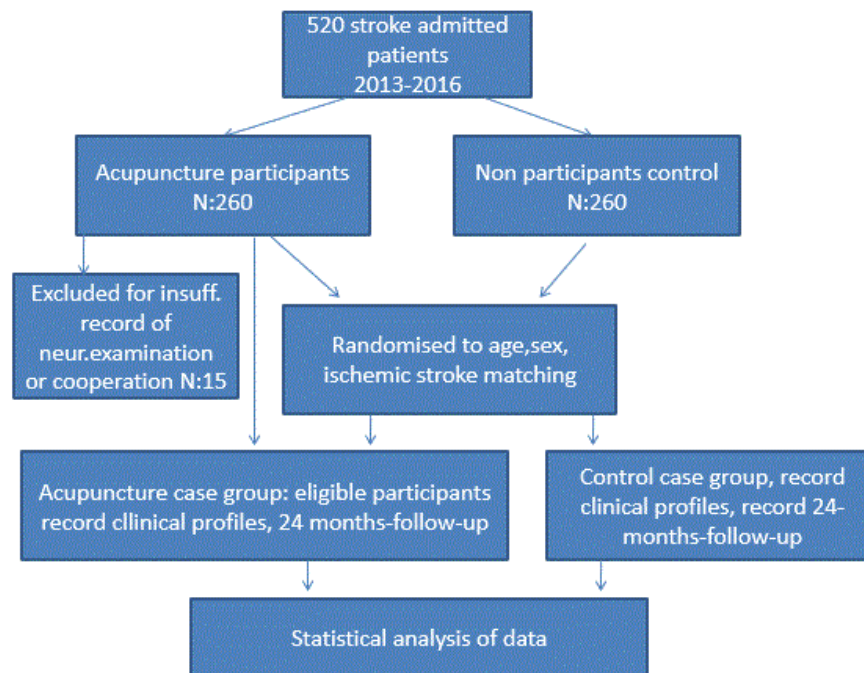 520 stroke admitted
patients
2013-2016
Acupuncture participants
N:260
Non participants control
N:260
Excluded for insuff.
record of
neur.examination
or cooperation N:15
Randomised to age,sex,
ischemic stroke matching
Acupuncture case group: eligible participants
record cllinical profiles, 24 months-follow-up
Control case group, record
clinical profiles, record 24-
months-follow-up
Statistical analysis of data